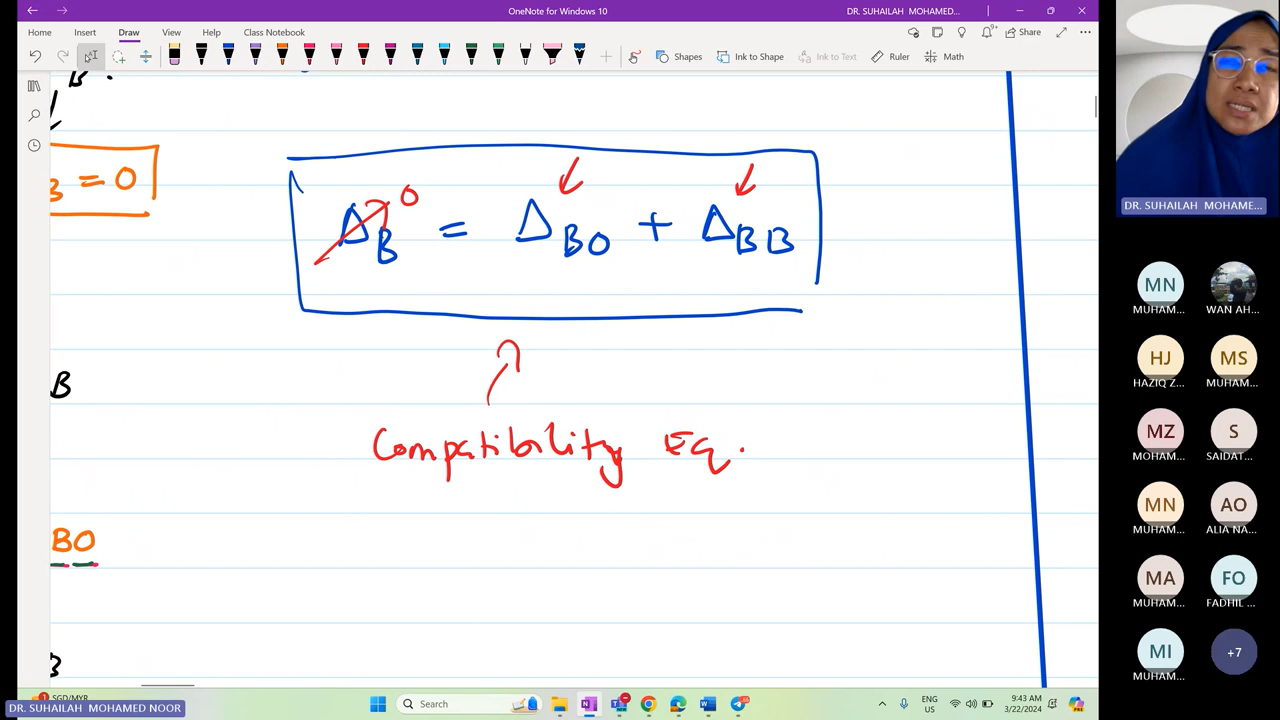 OneNote for Windows 10
DR. SUHAILAH MOHAMED...
Home Insert Draw View Help Class Notebook
Share
Shapes Ink to Shape Ink to Text Ruler Math
B.
B = 0
Δ_B 0 = Δ_BO + Δ_BB
B
Compatibility Eq.
BO
B
DR. SUHAILAH MOHAME...
MN
MUHAM...
WAN AH...
HJ
HAZIQ Z...
MS
MUHAM...
MZ
MOHAM...
S
SAIDAT...
MN
MUHAM...
AO
ALIA NA...
MA
MUHAM...
FO
FADHIL ...
MI
MUHAM...
+7
SGD/MYR
DR. SUHAILAH MOHAMED NOOR
Search
ENG
US
9:43 AM
3/22/2024